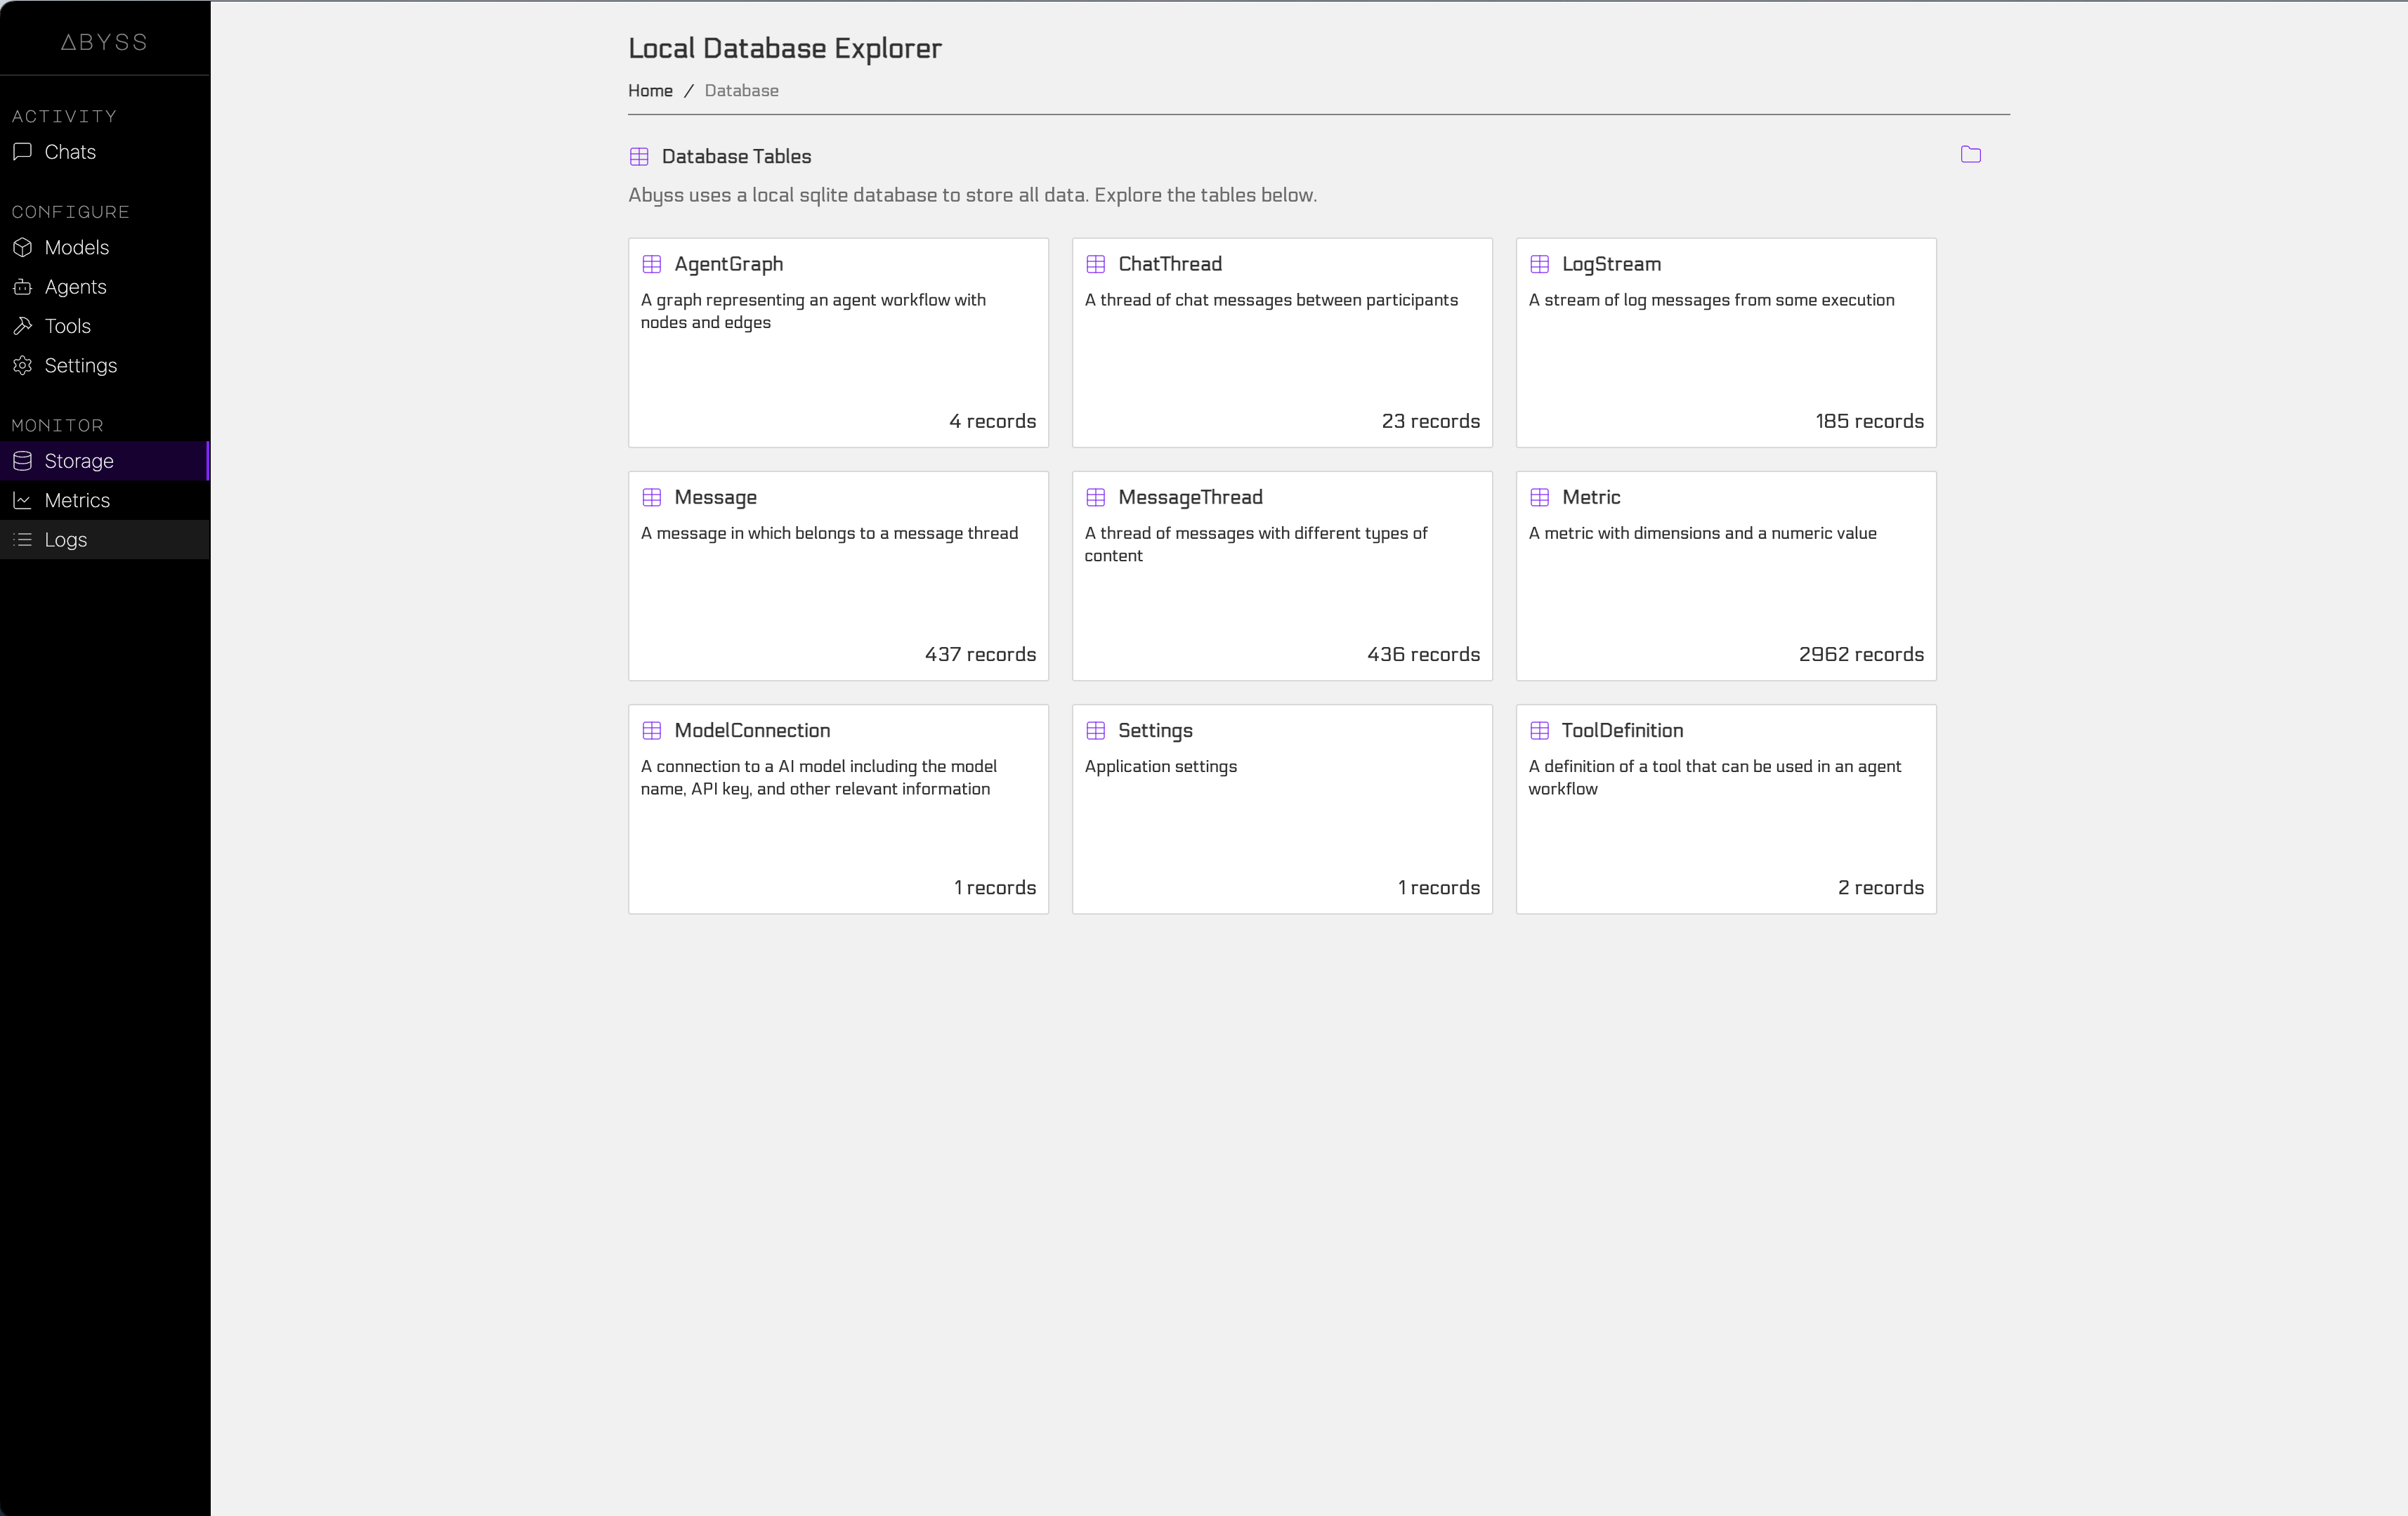 ABYSS
ACTIVITY
Chats
CONFIGURE
Models
Agents
Tools
Settings
MONITOR
Storage
Metrics
Logs
Local Database Explorer
Home / Database
Database Tables
Abyss uses a local sqlite database to store all data. Explore the tables below.
AgentGraph
A graph representing an agent workflow with
nodes and edges
4 records
ChatThread
A thread of chat messages between participants
23 records
LogStream
A stream of log messages from some execution
185 records
Message
A message in which belongs to a message thread
437 records
MessageThread
A thread of messages with different types of
content
436 records
Metric
A metric with dimensions and a numeric value
2962 records
ModelConnection
A connection to a AI model including the model
name, API key, and other relevant information
1 records
Settings
Application settings
1 records
ToolDefinition
A definition of a tool that can be used in an agent
workflow
2 records